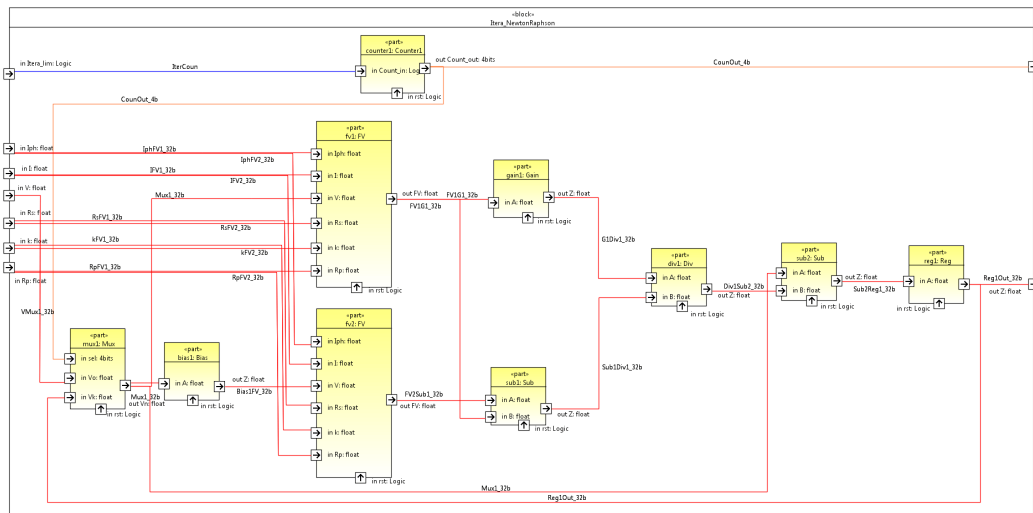 «block»
Itera_NewtonRaphson
«part»
counter1: Counter1
in Itera_lim: Logic
IterCoun
in Count_in: Log
out Count_out: 4bits
CounOut_4b
in rst: Logic
CounOut_4b
«part»
fv1: FV
in Iph: float
IphFV1_32b
IphFV2_32b
in Iph: float
in I: float
IFV1_32b
IFV2_32b
in I: float
in V: float
Mux1_32b
in V: float
in Rs: float
RsFV1_32b
RsFV2_32b
in Rs: float
in k: float
kFV1_32b
kFV2_32b
in k: float
RpFV1_32b
RpFV2_32b
in Rp: float
in Rp: float
in rst: Logic
out FV: float
FV1G1_32b
FV1G1_32b
«part»
gain1: Gain
in A: float
out Z: float
in rst: Logic
G1Div1_32b
«part»
div1: Div
in A: float
in B: float
in rst: Logic
Div1Sub2_32b
out Z: float
«part»
sub2: Sub
in A: float
in B: float
in rst: Logic
out Z: float
Sub2Reg1_32b
«part»
reg1: Reg
in A: float
in rst: Logic
Reg1Out_32b
out Z: float
VMux1_32b
«part»
mux1: Mux
in sel: 4bits
in Vo: float
in Vk: float
in rst: Logic
Mux1_32b
out Vn: float
«part»
bias1: Bias
in A: float
in rst: Logic
out Z: float
Bias1FV_32b
«part»
fv2: FV
in Iph: float
in I: float
in V: float
in Rs: float
in k: float
in Rp: float
in rst: Logic
FV2Sub1_32b
out FV: float
«part»
sub1: Sub
in A: float
in B: float
in rst: Logic
out Z: float
Sub1Div1_32b
Mux1_32b
Reg1Out_32b